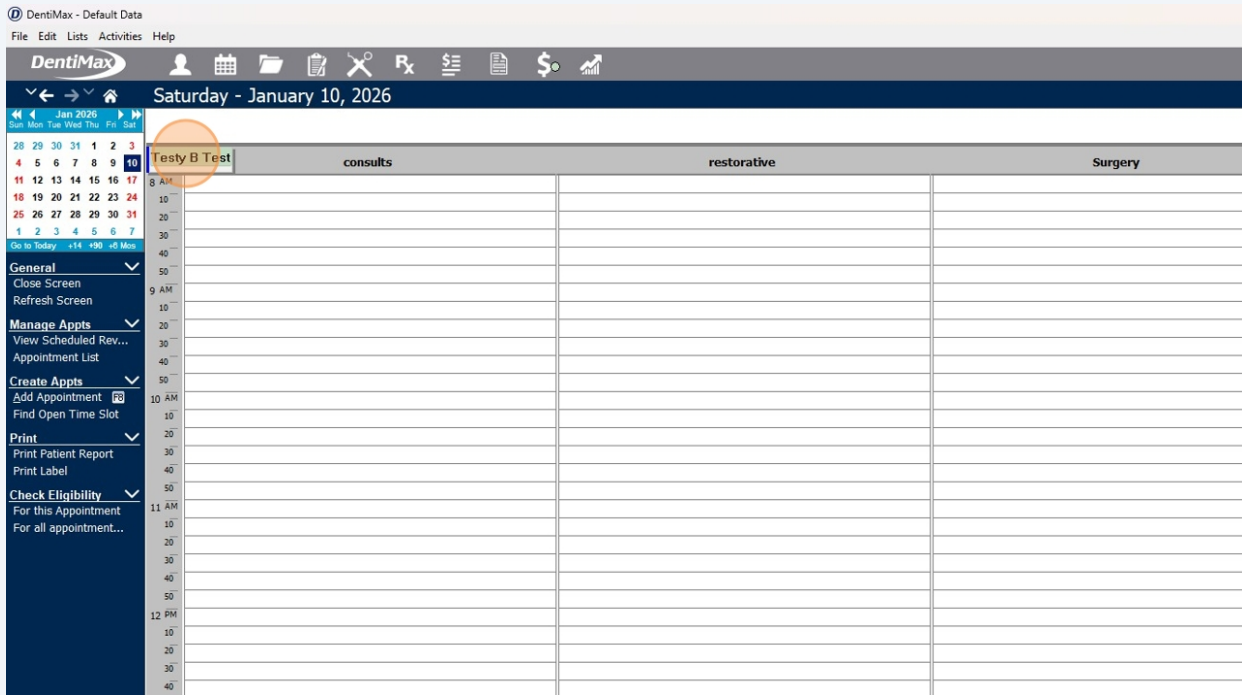 DentiMax - Default Data
File Edit Lists Activities Help
DentiMax
Saturday - January 10, 2026
Jan 2026
Sun Mon Tue Wed Thu Fri Sat
28 29 30 31 1 2 3
4 5 6 7 8 9 10
11 12 13 14 15 16 17
18 19 20 21 22 23 24
25 26 27 28 29 30 31
1 2 3 4 5 6 7
Go to Today +14 +90 +6 Mos
General
Close Screen
Refresh Screen
Manage Appts
View Scheduled Rev...
Appointment List
Create Appts
Add Appointment F8
Find Open Time Slot
Print
Print Patient Report
Print Label
Check Eligibility
For this Appointment
For all appointment...
Testy B Test consults restorative Surgery
8 AM
10
20
30
40
50
9 AM
10
20
30
40
50
10 AM
10
20
30
40
50
11 AM
10
20
30
40
50
12 PM
10
20
30
40